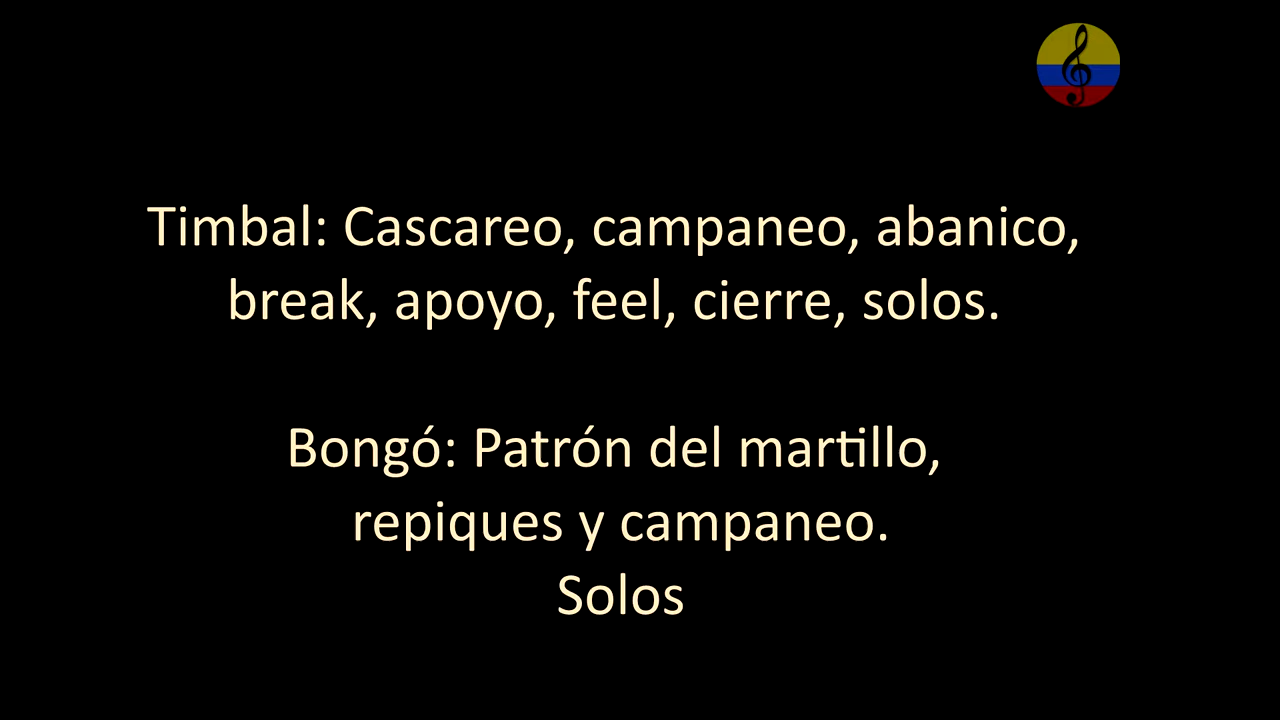 Timbal: Cascareo, campaneo, abanico,
break, apoyo, feel, cierre, solos.
Bongó: Patrón del martillo,
repiques y campaneo.
Solos